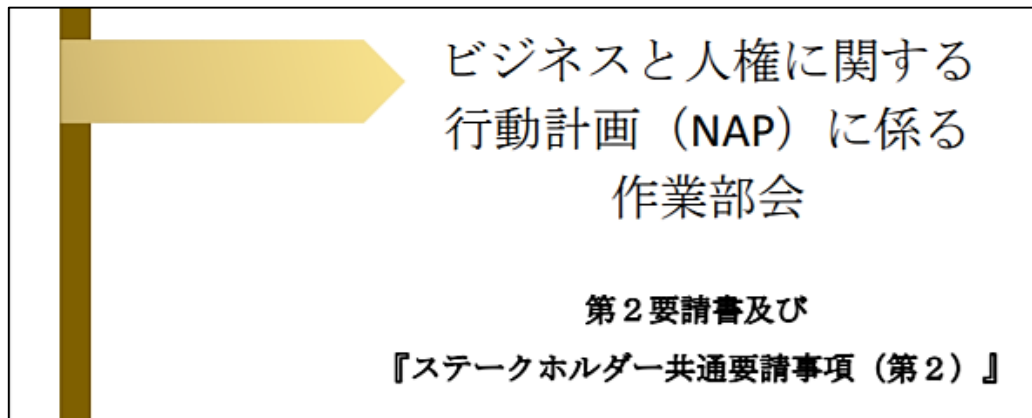 ビジネスと人権に関する
行動計画（NAP）に係る
作業部会
第２要請書及び
『ステークホルダー共通要請事項（第２）』